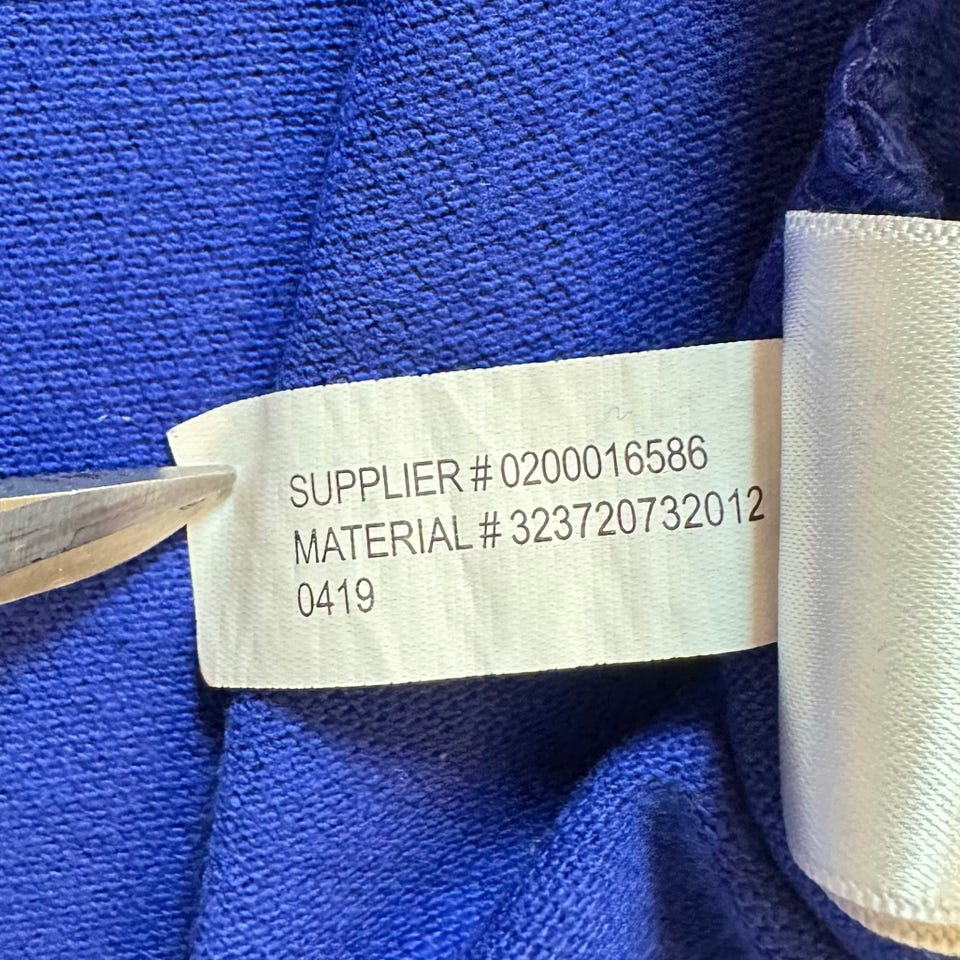 SUPPLIER # 0200016586
MATERIAL # 323720732012
0419